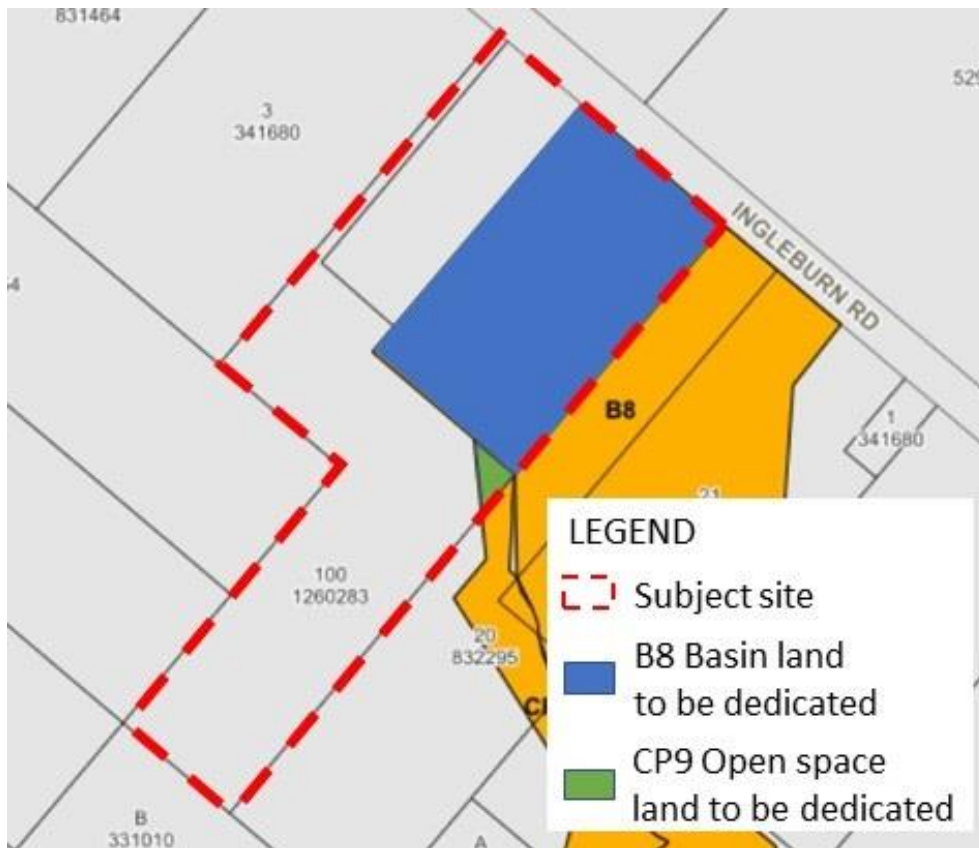 831464
3
341680
529
INGLEBURN RD
4
B8
1
341680
21
100
1260283
20
832295
B
331010
A
LEGEND
Subject site
B8 Basin land
to be dedicated
CP9 Open space
land to be dedicated